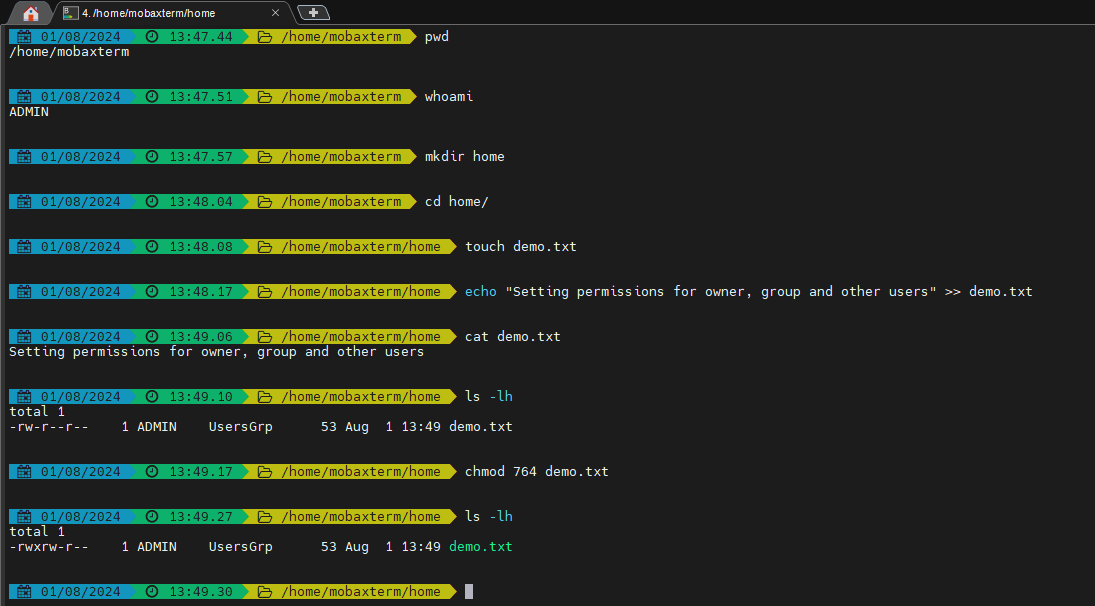 4. /home/mobaxterm/home
01/08/2024 13:47.44 /home/mobaxterm pwd
/home/mobaxterm
01/08/2024 13:47.51 /home/mobaxterm whoami
ADMIN
01/08/2024 13:47.57 /home/mobaxterm mkdir home
01/08/2024 13:48.04 /home/mobaxterm cd home/
01/08/2024 13:48.08 /home/mobaxterm/home touch demo.txt
01/08/2024 13:48.17 /home/mobaxterm/home echo "Setting permissions for owner, group and other users" >> demo.txt
01/08/2024 13:49.06 /home/mobaxterm/home cat demo.txt
Setting permissions for owner, group and other users
01/08/2024 13:49.10 /home/mobaxterm/home ls -lh
total 1
-rw-r--r-- 1 ADMIN UsersGrp 53 Aug 1 13:49 demo.txt
01/08/2024 13:49.17 /home/mobaxterm/home chmod 764 demo.txt
01/08/2024 13:49.27 /home/mobaxterm/home ls -lh
total 1
-rwxrw-r-- 1 ADMIN UsersGrp 53 Aug 1 13:49 demo.txt
01/08/2024 13:49.30 /home/mobaxterm/home